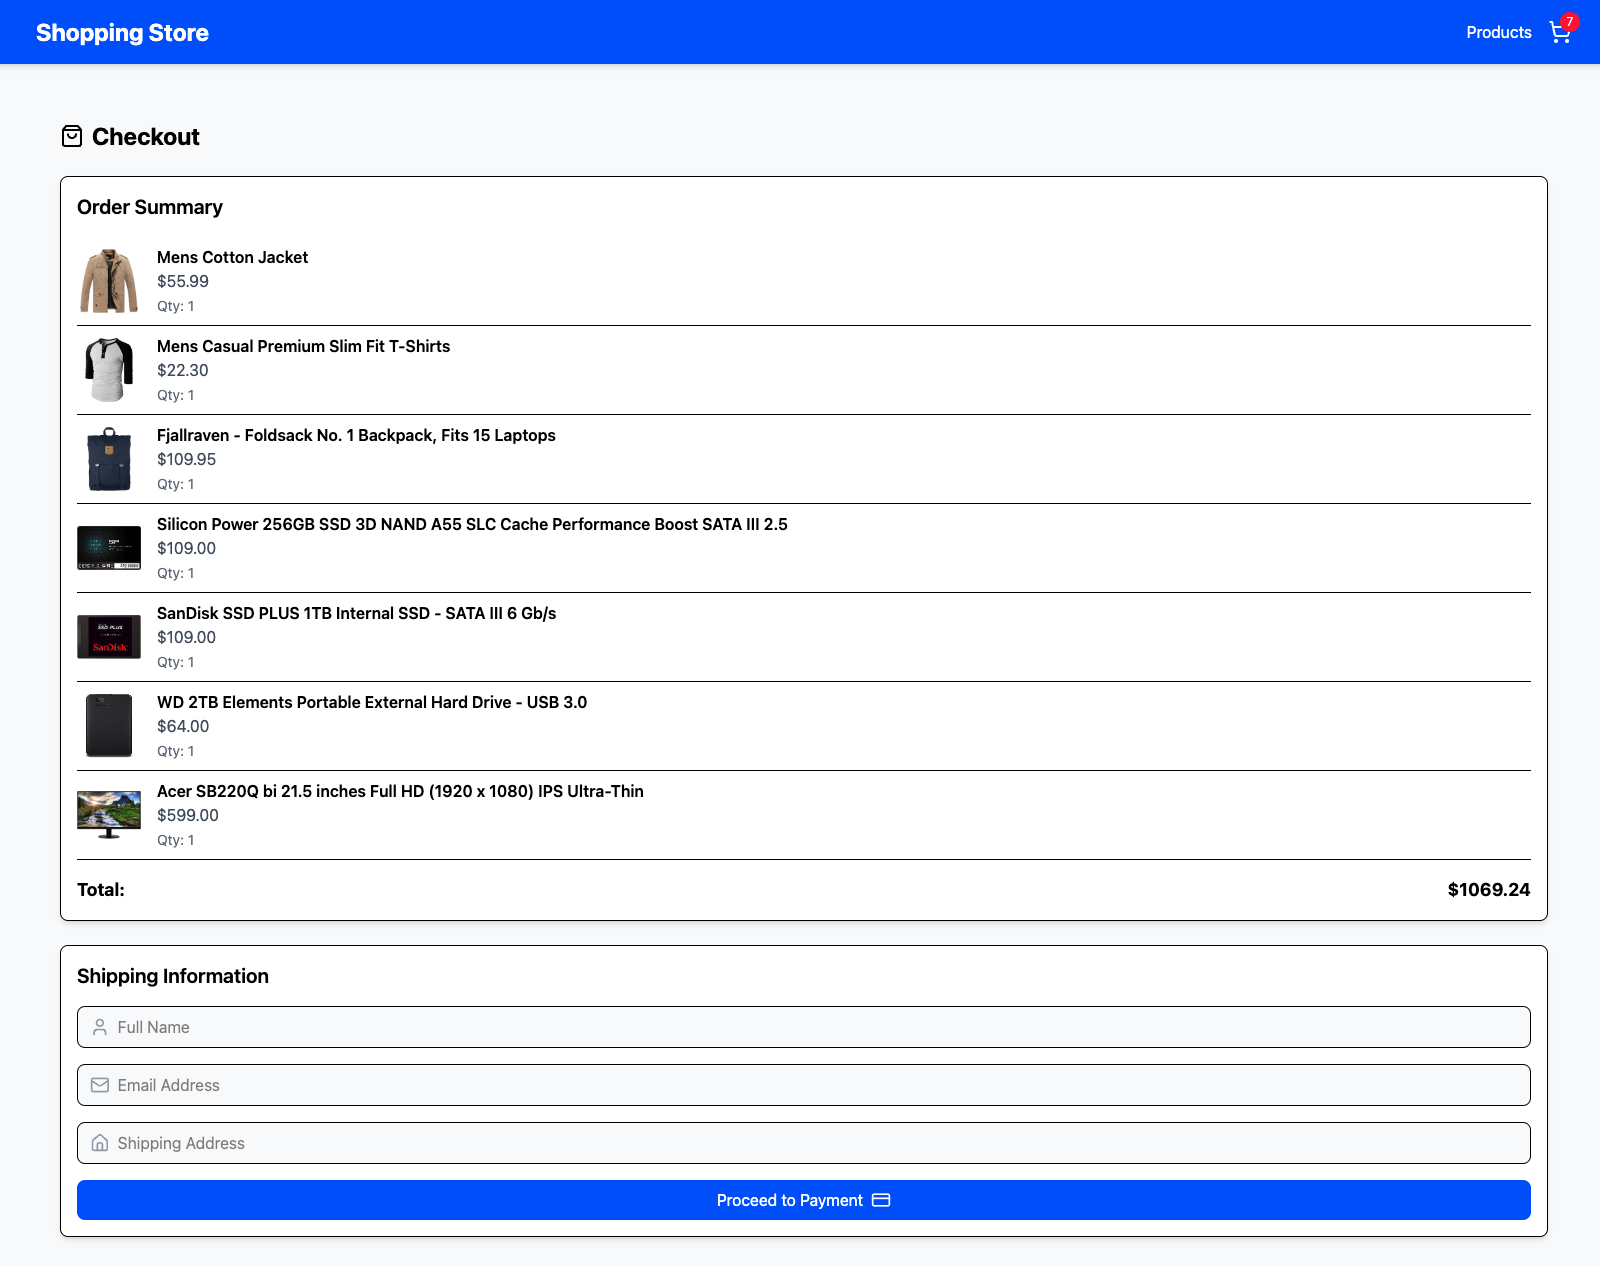 Shopping Store
Products
7
Checkout
Order Summary
Mens Cotton Jacket
$55.99
Qty: 1
Mens Casual Premium Slim Fit T-Shirts
$22.30
Qty: 1
Fjallraven - Foldsack No. 1 Backpack, Fits 15 Laptops
$109.95
Qty: 1
Silicon Power 256GB SSD 3D NAND A55 SLC Cache Performance Boost SATA III 2.5
$109.00
Qty: 1
SSD PLUS
SanDisk
SanDisk SSD PLUS 1TB Internal SSD - SATA III 6 Gb/s
$109.00
Qty: 1
WD 2TB Elements Portable External Hard Drive - USB 3.0
$64.00
Qty: 1
Acer SB220Q bi 21.5 inches Full HD (1920 x 1080) IPS Ultra-Thin
$599.00
Qty: 1
Total:
$1069.24
Shipping Information
Full Name
Email Address
Shipping Address
Proceed to Payment